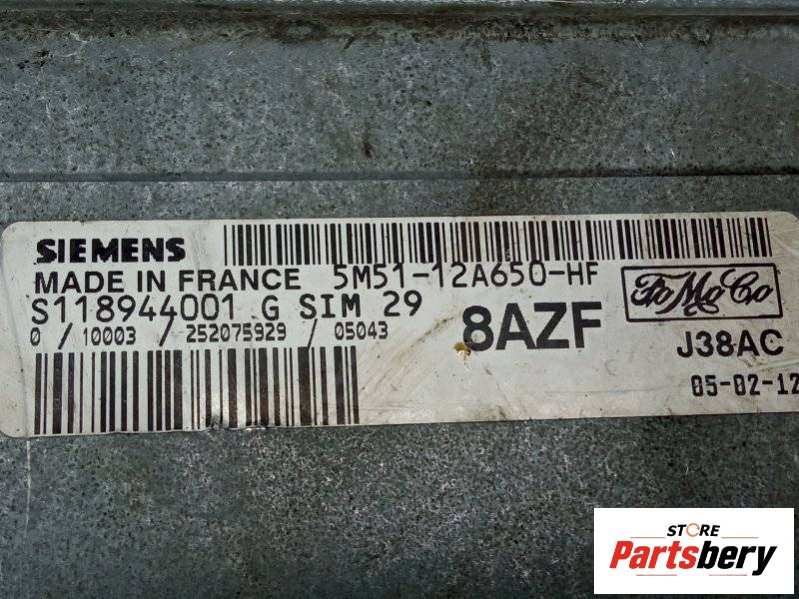 SIEMENS
MADE IN FRANCE 5M51-12A650-HF
S118944001 G SIM 29
0 / 10003 / 252075929 / 05043
8AZF
FoMoCo
J38AC
05-02-12
STORE
Partsbery